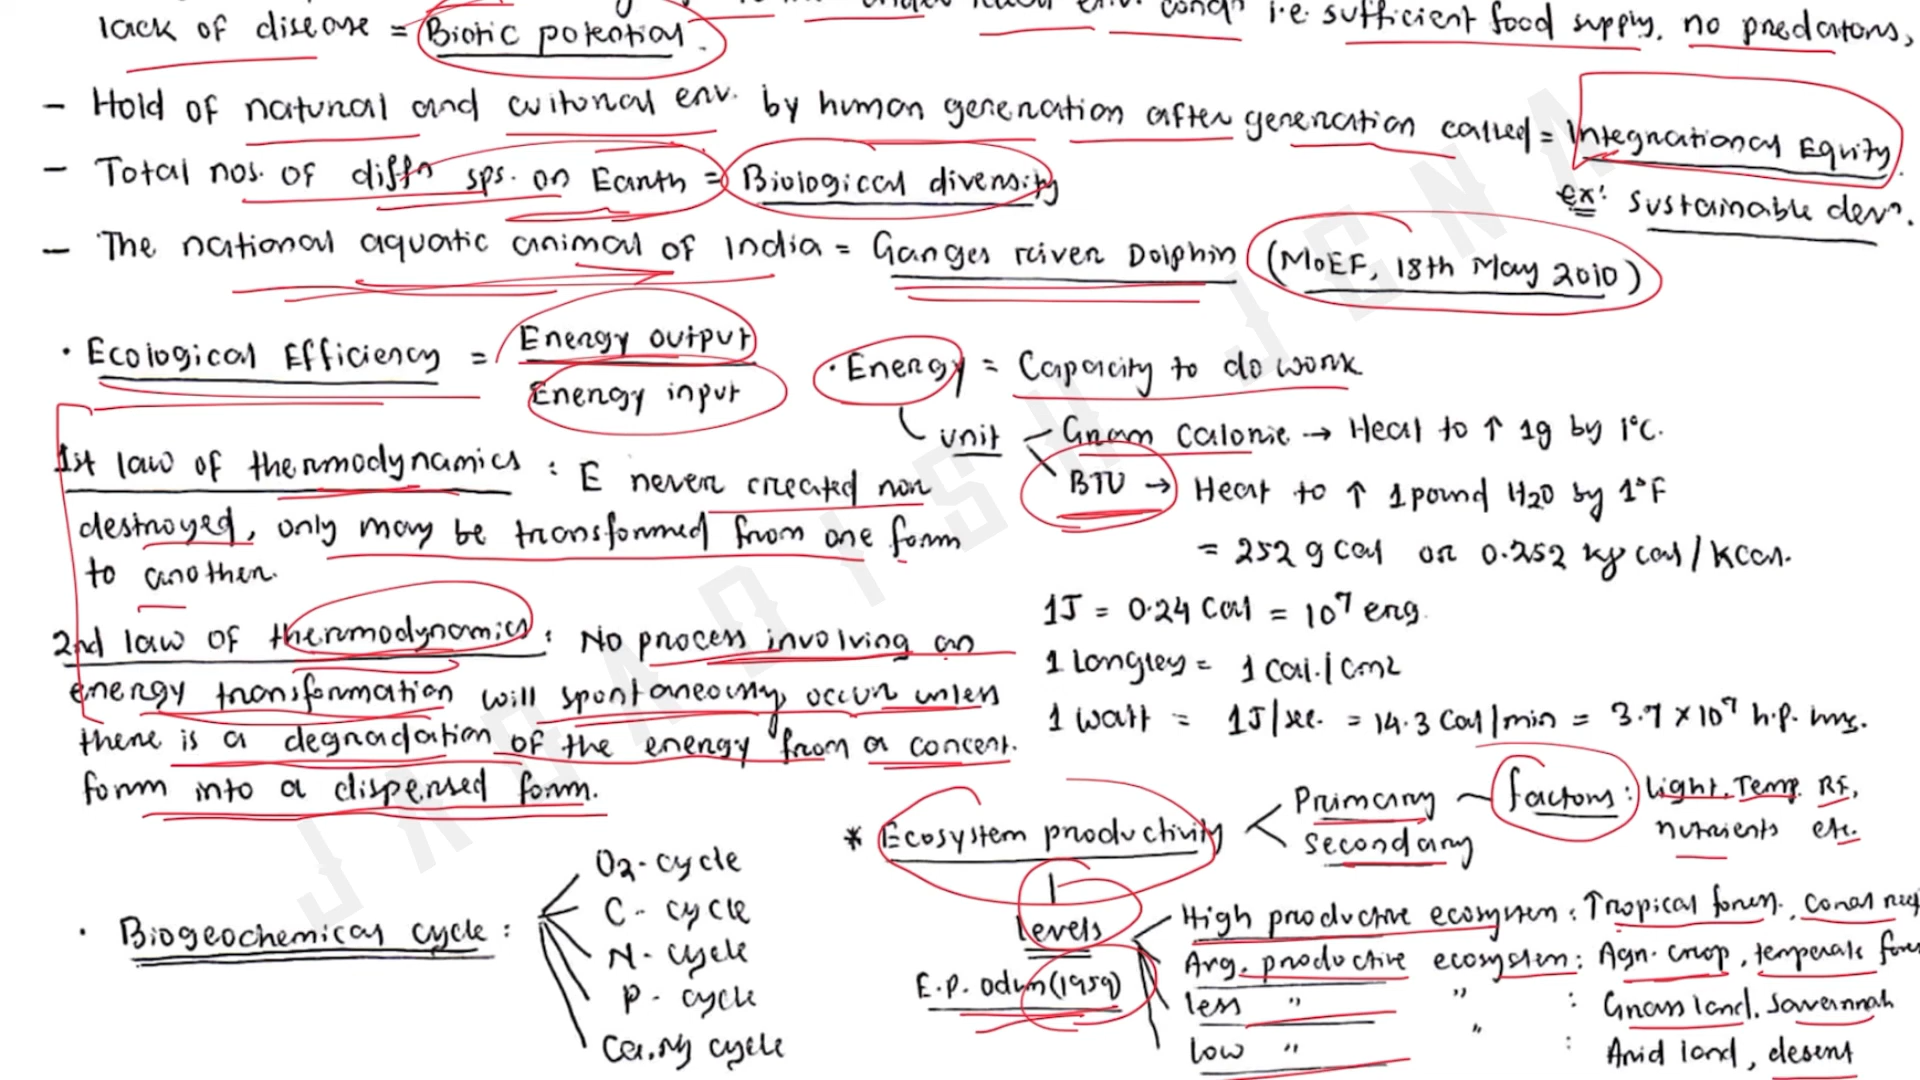 lack of disease = Biotic potential. env. condn i.e sufficient food supply, no predators,
- Hold of natural and cultural env. by human generation after generation called = Integrational Equity.
ex: sustainable devn.
- Total nos. of diffn sps. on Earth = Biological diversity
- The national aquatic animal of India = Ganges river Dolphin (MoEF, 18th May 2010)
· Ecological Efficiency = Energy output
Energy input
1st law of thermodynamics : E never created nor
destroyed, only may be transformed from one form
to another.
2nd law of thermodynamics : No process involving an
energy transformation will spontaneously occur unless
there is a degradation of the energy from a concent.
form into a dispersed form.
· Biogeochemical cycle :
O2-cycle
C-cycle
N-cycle
P-cycle
Ca,Mg cycle
· Energy = Capacity to do work
unit
Gram Calorie → Heat to ↑ 1g by 1°C.
BTU → Heat to ↑ 1 pound H2O by 1°F
= 252 g cal or 0.252 kg cal/kcal.
1J = 0.24 Cal = 10⁷ erg.
1 Longley = 1 cal./cm2
1 watt = 1J/sec. = 14.3 Cal/min = 3.7 x 10⁷ h.p. hrs.
* Ecosystem productivity
Primary factors : light, Temp. RF,
nutrients etc.
Secondary
levels
E.P. odum (1959)
High productive ecosystem : Tropical forest, Coral
Avg. productive ecosystem : Agr. crop, temperate
less " " : Grass land. Savannah
low " " : Arid land, desert
JAGADISH JENA